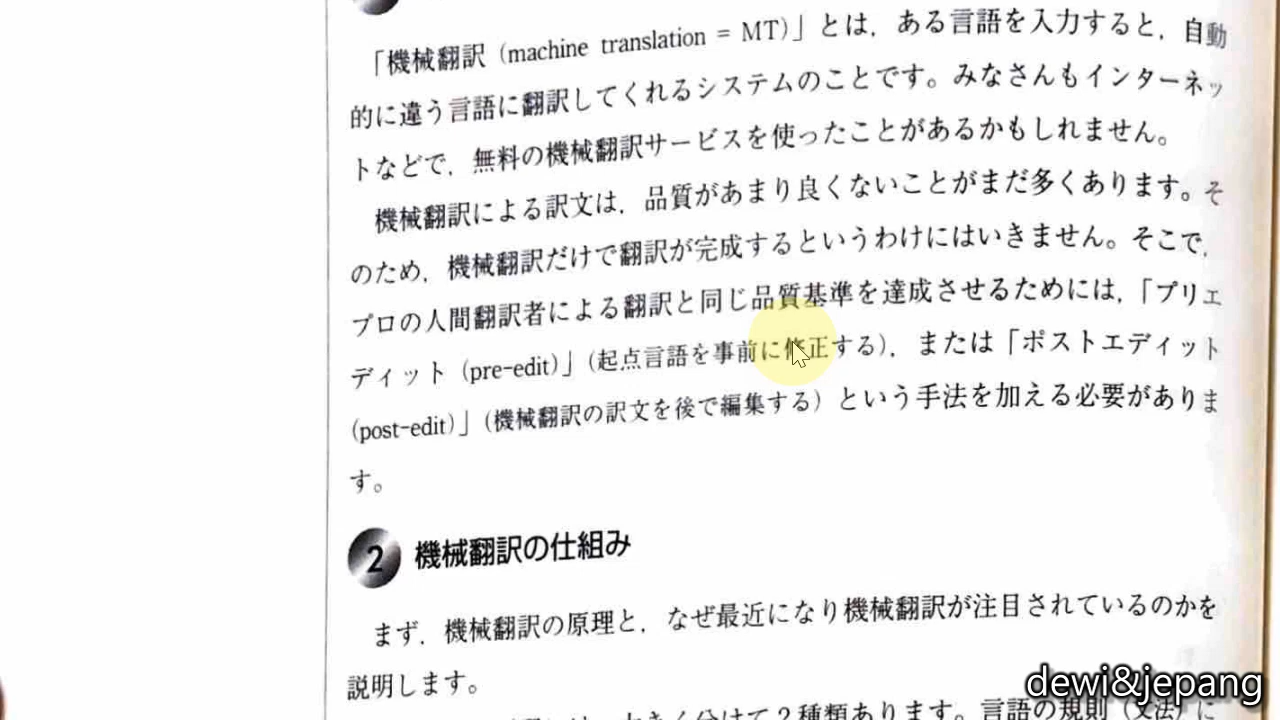 「機械翻訳（machine translation = MT）」とは，ある言語を入力すると，自動
的に違う言語に翻訳してくれるシステムのことです。みなさんもインターネッ
トなどで，無料の機械翻訳サービスを使ったことがあるかもしれません。
機械翻訳による訳文は，品質があまり良くないことがまだ多くあります。そ
のため，機械翻訳だけで翻訳が完成するというわけにはいきません。そこで，
プロの人間翻訳者による翻訳と同じ品質基準を達成させるためには，「プリエ
ディット（pre-edit）」（起点言語を事前に修正する），または「ポストエディット
（post-edit）」（機械翻訳の訳文を後で編集する）という手法を加える必要がありま
す。
2 機械翻訳の仕組み
まず，機械翻訳の原理と，なぜ最近になり機械翻訳が注目されているのかを
説明します。
大きく分けて2種類あります。言語の規則（文法）に
dewi&jepang